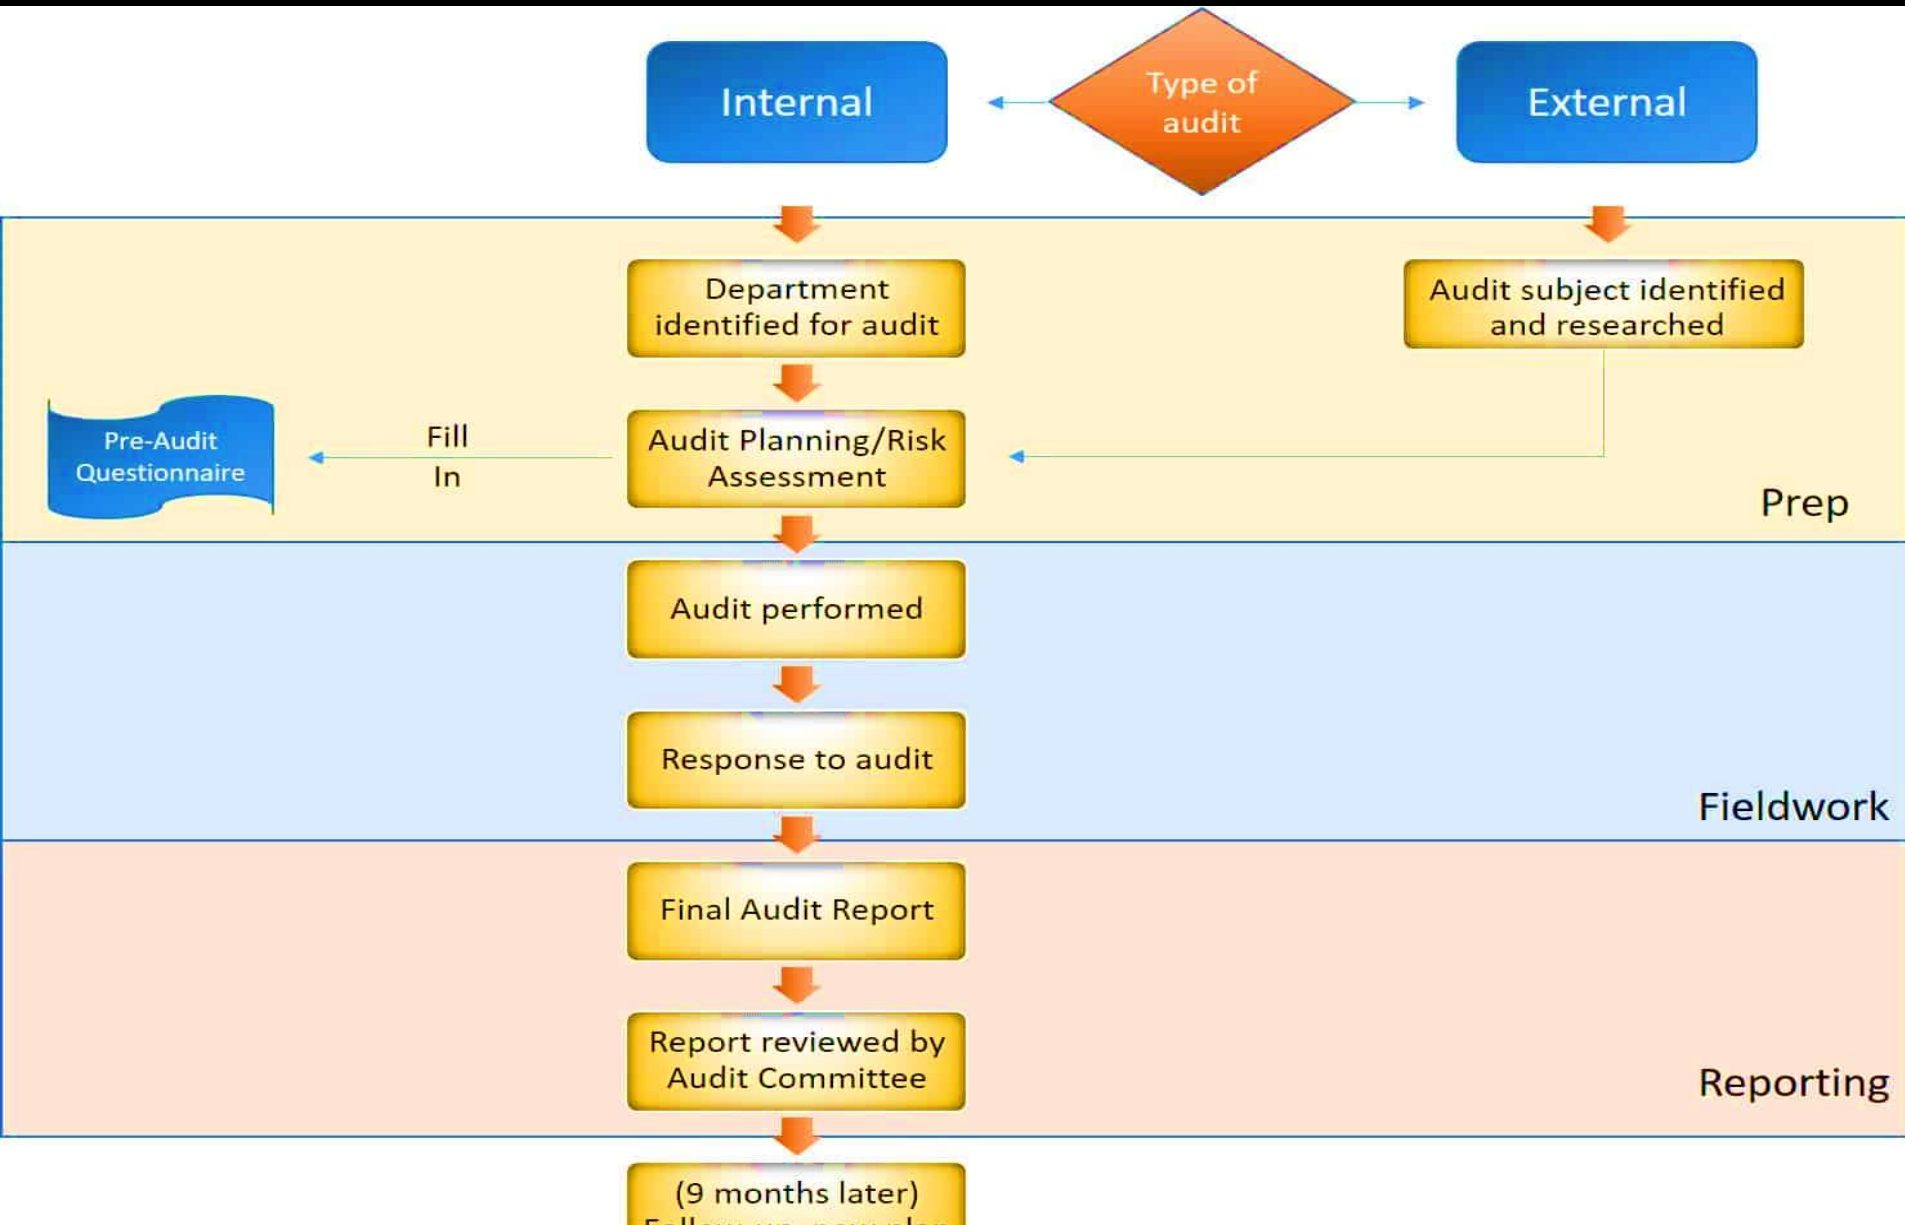 Internal
Type of
audit
External
Department
identified for audit
Audit subject identified
and researched
Pre-Audit
Questionnaire
Fill
In
Audit Planning/Risk
Assessment
Prep
Audit performed
Response to audit
Fieldwork
Final Audit Report
Report reviewed by
Audit Committee
Reporting
(9 months later)